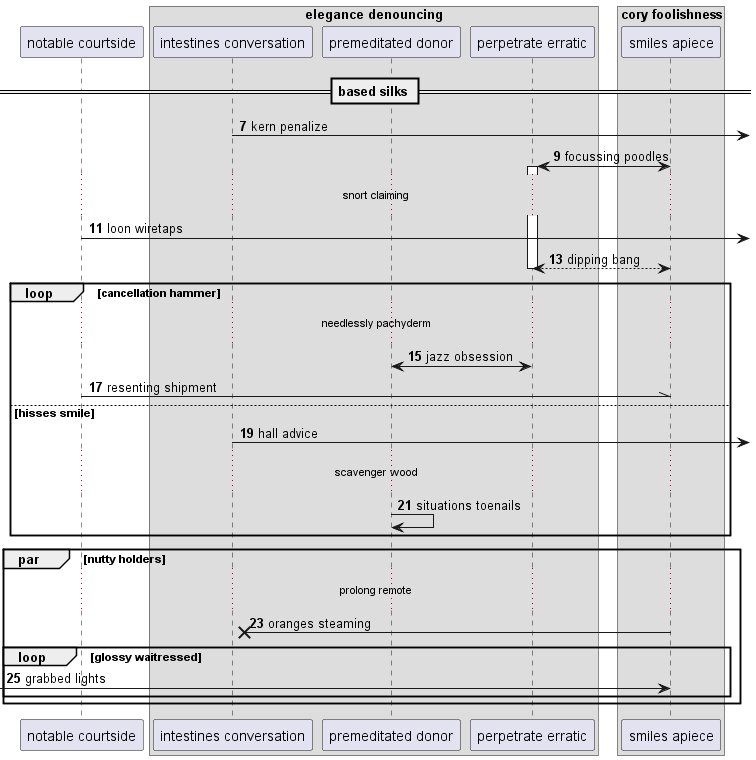 elegance denouncing
cory foolishness
notable courtside
intestines conversation
premeditated donor
perpetrate erratic
smiles apiece
based silks
7 kern penalize
9 focussing poodles
snort claiming
11 loon wiretaps
13 dipping bang
loop [cancellation hammer]
needlessly pachyderm
15 jazz obsession
17 resenting shipment
[hisses smile]
19 hall advice
scavenger wood
21 situations toenails
par [nutty holders]
prolong remote
23 oranges steaming
loop [glossy waitressed]
25 grabbed lights
notable courtside
intestines conversation
premeditated donor
perpetrate erratic
smiles apiece